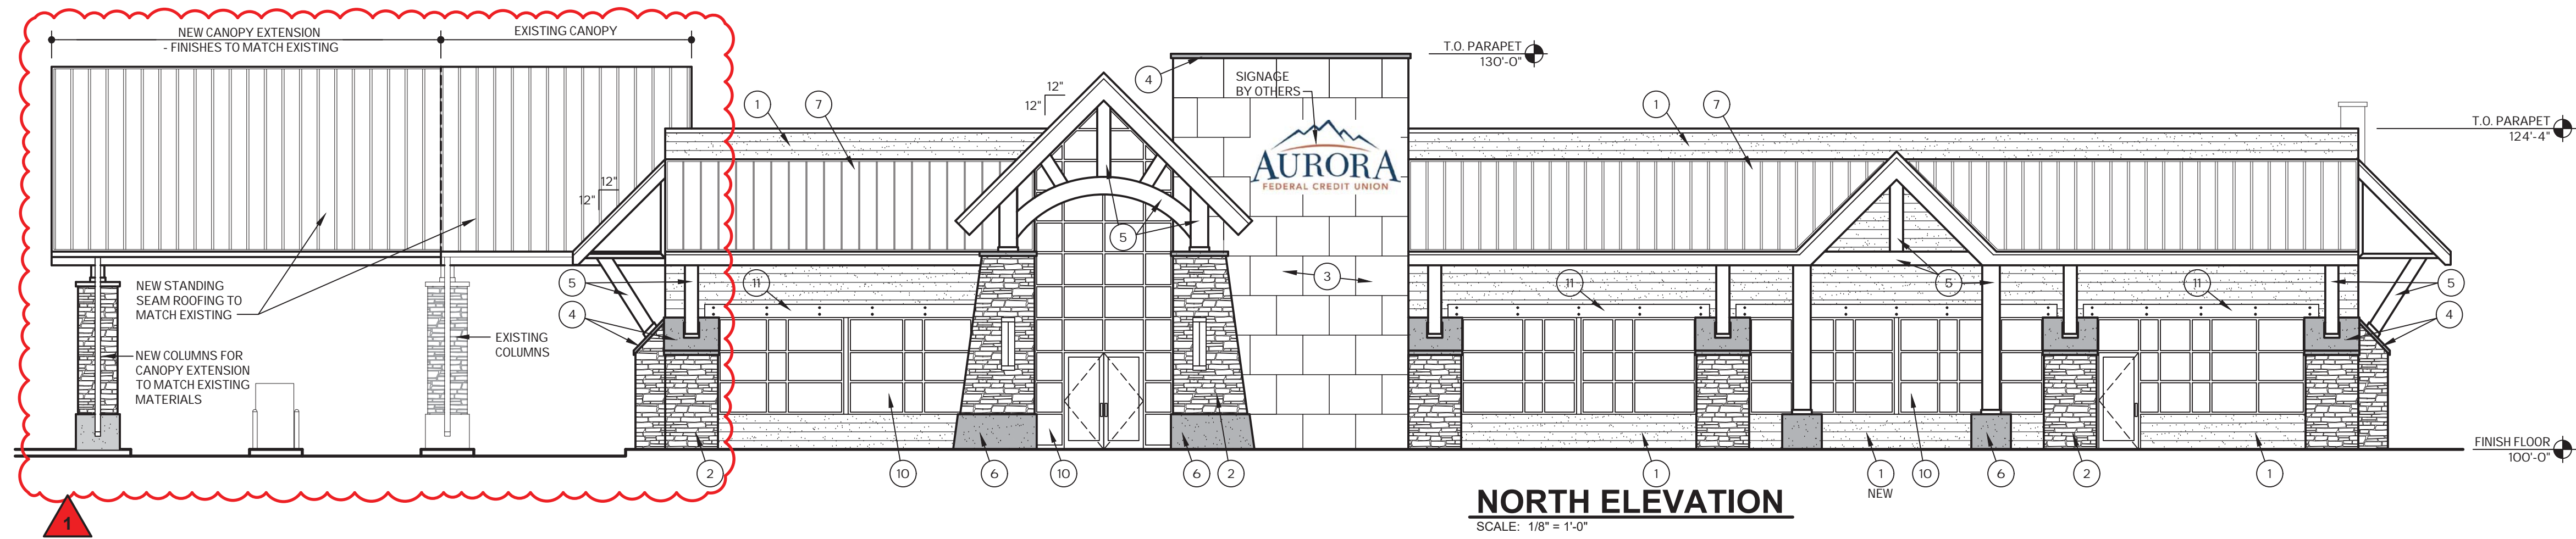 NEW CANOPY EXTENSION
- FINISHES TO MATCH EXISTING
EXISTING CANOPY
T.O. PARAPET
130'-0"
4
SIGNAGE
BY OTHERS
12"
12"
1
7
1
7
T.O. PARAPET
124'-4"
AURORA
FEDERAL CREDIT UNION
12"
12"
5
3
NEW STANDING
SEAM ROOFING TO
MATCH EXISTING
5
11
11
5
11
5
4
4
EXISTING
COLUMNS
NEW COLUMNS FOR
CANOPY EXTENSION
TO MATCH EXISTING
MATERIALS
FINISH FLOOR
100'-0"
2
10
6
10
6
2
1
1
NEW
10
6
2
1
NORTH ELEVATION
SCALE: 1/8" = 1'-0"
1